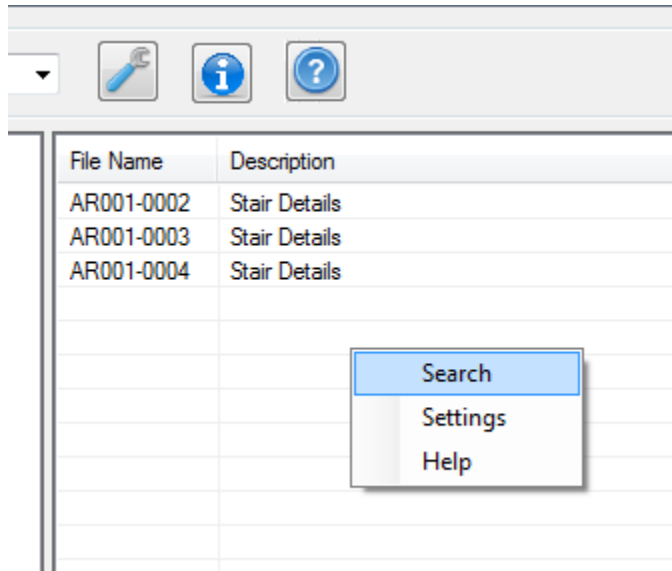 File Name Description
AR001-0002 Stair Details
AR001-0003 Stair Details
AR001-0004 Stair Details
Search
Settings
Help